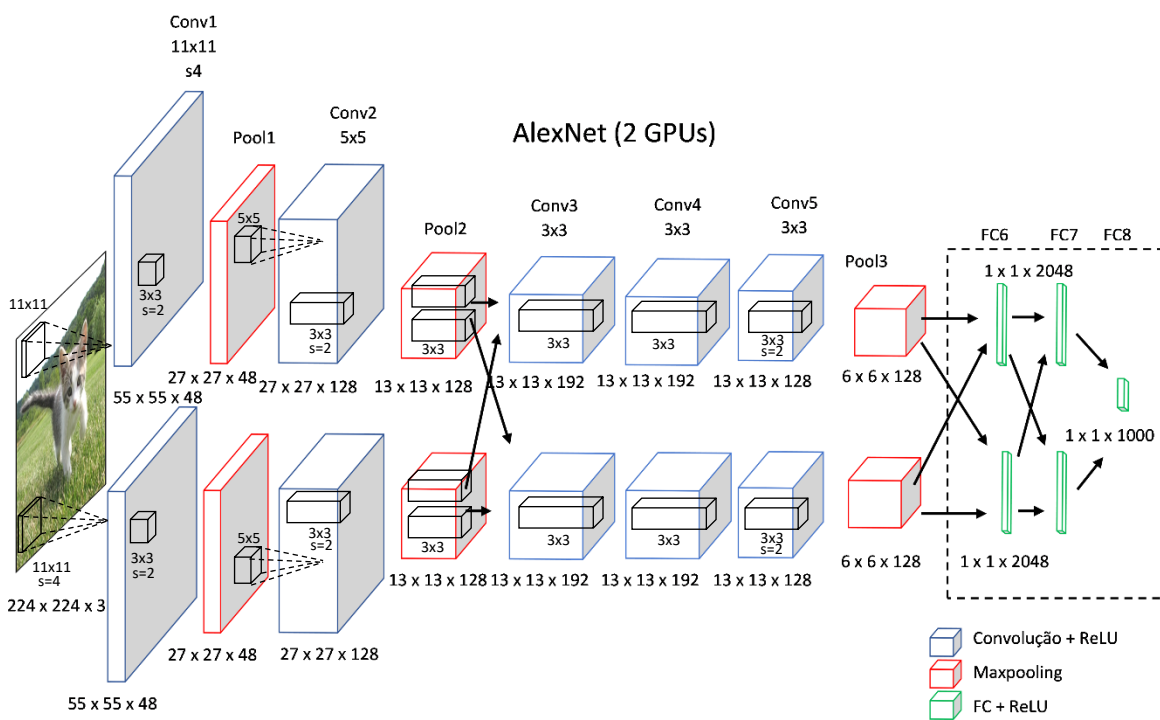 Conv1
11x11
s4
Pool1
Conv2
5x5
AlexNet (2 GPUs)
Pool2
Conv3
3x3
Conv4
3x3
Conv5
3x3
Pool3
FC6
FC7
FC8
11x11
3x3
s=2
5x5
3x3
s=2
3x3
3x3
3x3
3x3
s=2
1 x 1 x 2048
55 x 55 x 48
27 x 27 x 48
27 x 27 x 128
13 x 13 x 128
13 x 13 x 192
13 x 13 x 192
13 x 13 x 128
6 x 6 x 128
1 x 1 x 1000
11x11
s=4
224 x 224 x 3
3x3
s=2
5x5
3x3
s=2
3x3
3x3
3x3
3x3
s=2
55 x 55 x 48
27 x 27 x 48
27 x 27 x 128
13 x 13 x 128
13 x 13 x 192
13 x 13 x 192
13 x 13 x 128
6 x 6 x 128
1 x 1 x 2048
Convolução + ReLU
Maxpooling
FC + ReLU